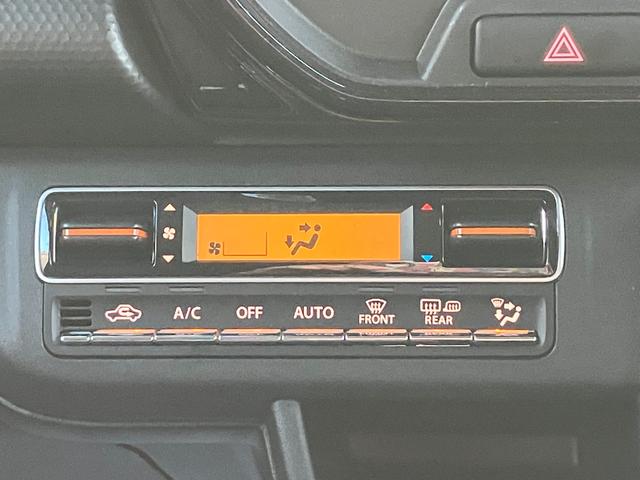 A/C OFF AUTO FRONT REAR